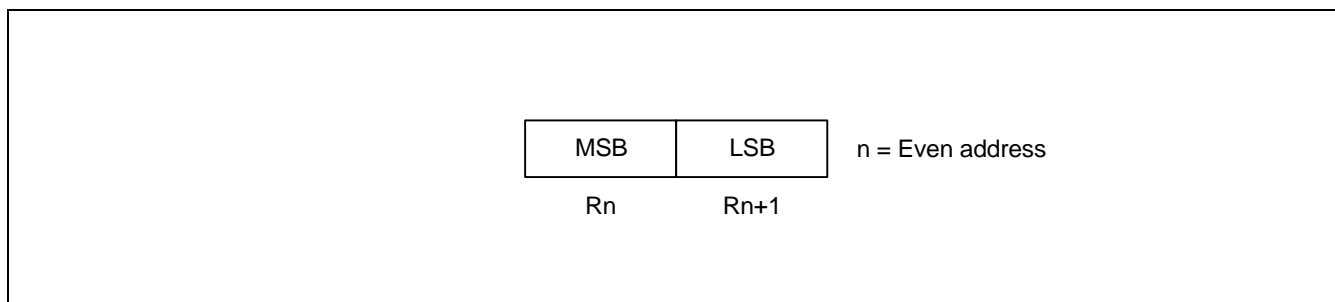 MSB LSB n = Even address
Rn Rn+1